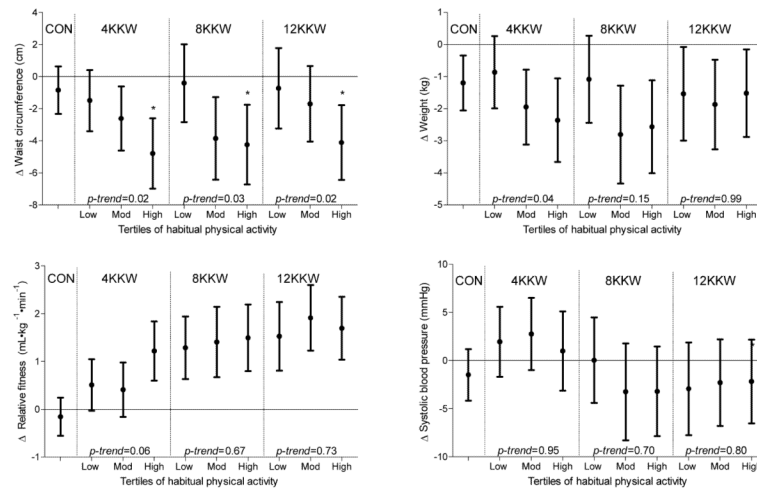 CON 4KKW 8KKW 12KKW
Δ Waist circumference (cm)
4
2
0
-2
-4
-6
-8
* * *
p-trend=0.02 p-trend=0.03 p-trend=0.02
Low Mod High Low Mod High Low Mod High
Tertiles of habitual physical activity
CON 4KKW 8KKW 12KKW
Δ Weight (kg)
1
0
-1
-2
-3
-4
-5
p-trend=0.04 p-trend=0.15 p-trend=0.99
Low Mod High Low Mod High Low Mod High
Tertiles of habitual physical activity
CON 4KKW 8KKW 12KKW
Δ Relative fitness (mL•kg⁻¹•min⁻¹)
3
2
1
0
-1
p-trend=0.06 p-trend=0.67 p-trend=0.73
Low Mod High Low Mod High Low Mod High
Tertiles of habitual physical activity
CON 4KKW 8KKW 12KKW
Δ Systolic blood pressure (mmHg)
10
5
0
-5
-10
p-trend=0.95 p-trend=0.70 p-trend=0.80
Low Mod High Low Mod High Low Mod High
Tertiles of habitual physical activity